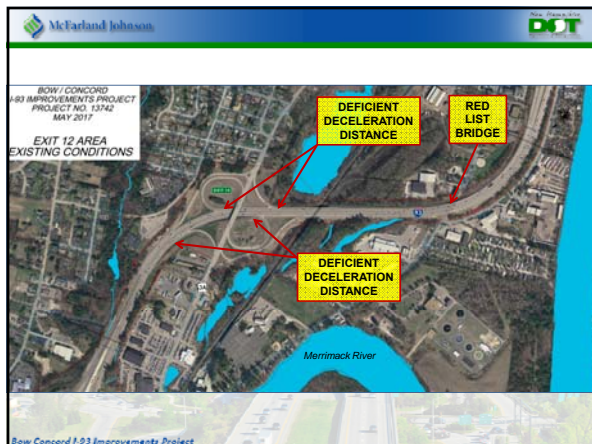 McFarland Johnson
New Hampshire
DOT
BOW / CONCORD
I-93 IMPROVEMENTS PROJECT
PROJECT NO. 13742
MAY 2017
EXIT 12 AREA
EXISTING CONDITIONS
DEFICIENT
DECELERATION
DISTANCE
RED
LIST
BRIDGE
DEFICIENT
DECELERATION
DISTANCE
Merrimack River
Bow Concord I-93 Improvements Project